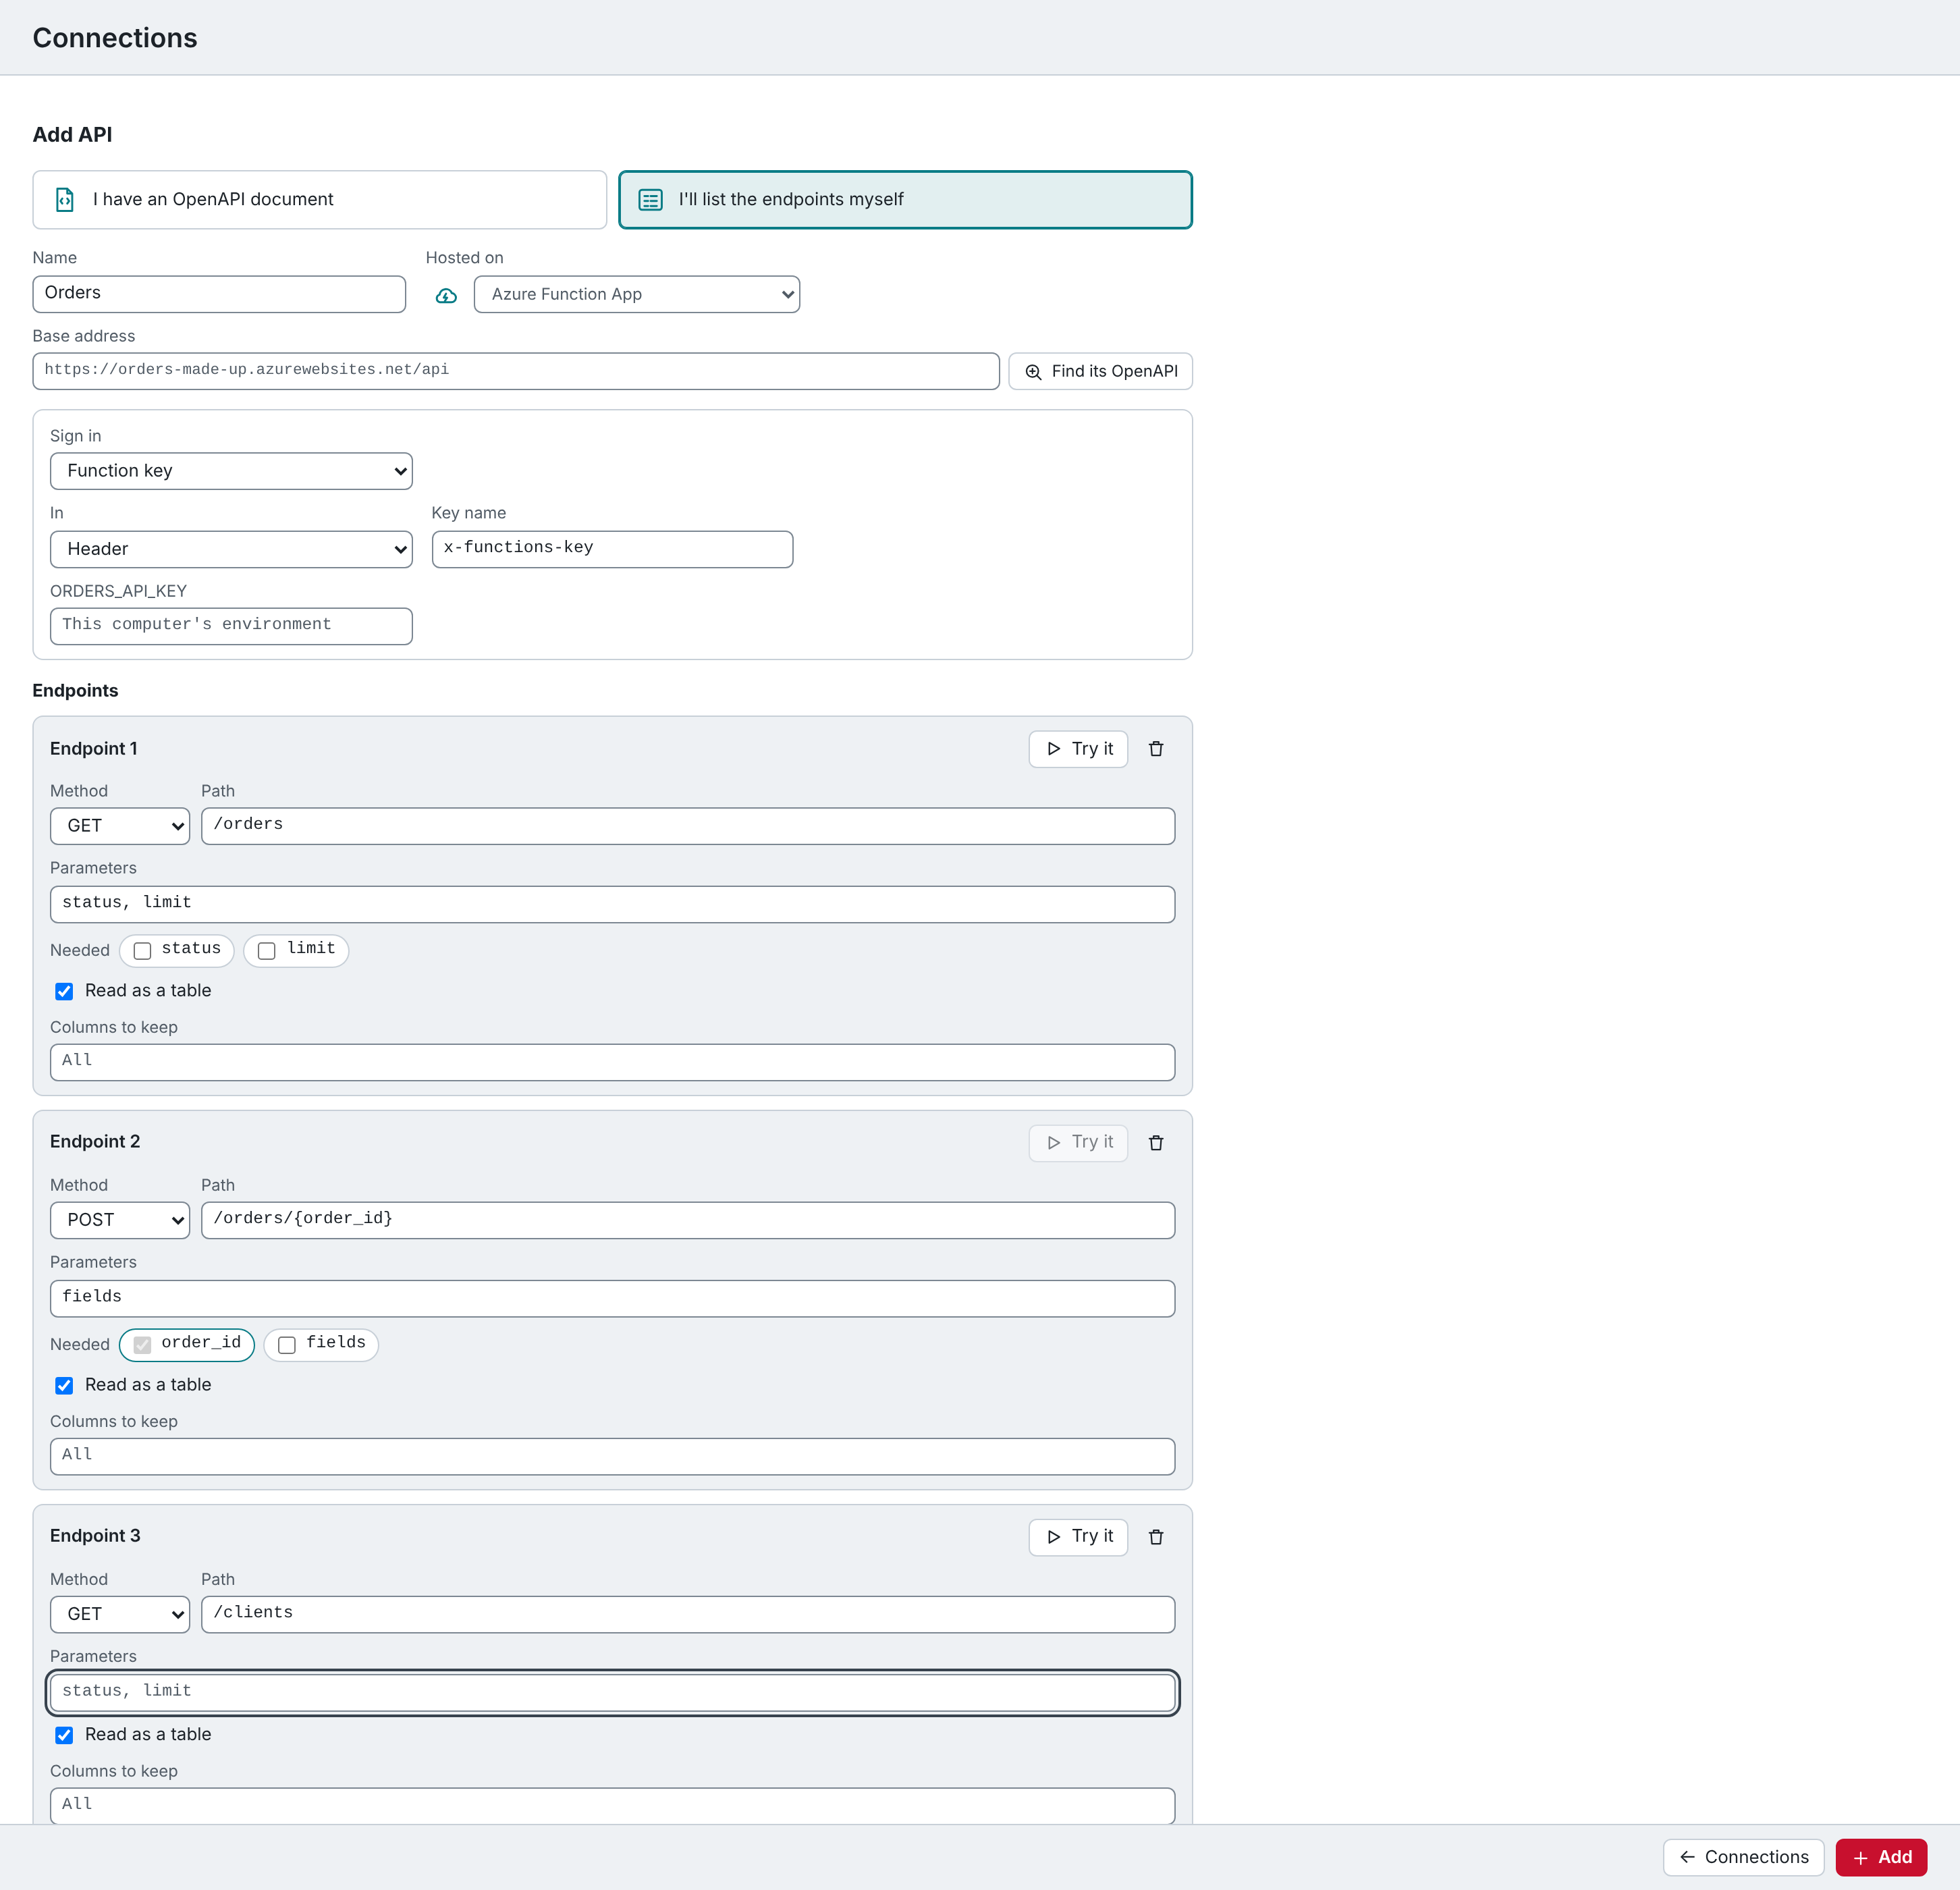 Connections
Add API
I have an OpenAPI document
I'll list the endpoints myself
Name
Hosted on
Orders
Azure Function App
Base address
https://orders-made-up.azurewebsites.net/api
Find its OpenAPI
Sign in
Function key
In
Key name
Header
x-functions-key
ORDERS_API_KEY
This computer's environment
Endpoints
Endpoint 1
Try it
Method
Path
GET
/orders
Parameters
status, limit
Needed
status
limit
Read as a table
Columns to keep
All
Endpoint 2
Try it
Method
Path
POST
/orders/{order_id}
Parameters
fields
Needed
order_id
fields
Read as a table
Columns to keep
All
Endpoint 3
Try it
Method
Path
GET
/clients
Parameters
status, limit
Read as a table
Columns to keep
All
Connections
Add